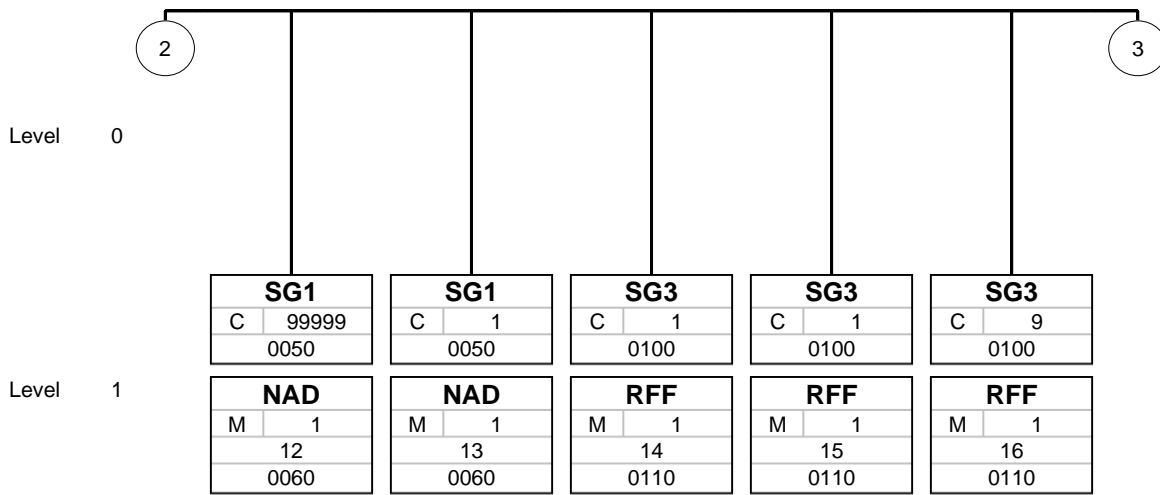 2 3
Level 0
SG1 SG1 SG3 SG3 SG3
C 99999 C 1 C 1 C 1 C 9
0050 0050 0100 0100 0100
Level 1
NAD NAD RFF RFF RFF
M 1 M 1 M 1 M 1 M 1
12 13 14 15 16
0060 0060 0110 0110 0110